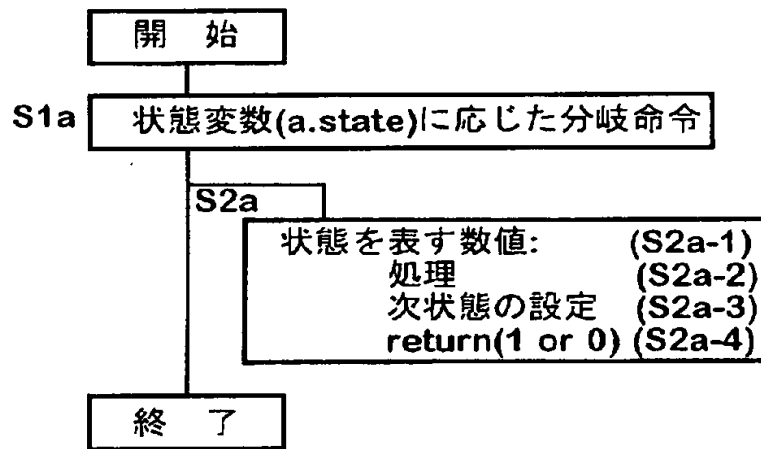 開 始
S1a 状態変数(a.state)に応じた分岐命令
S2a
状態を表す数値: (S2a-1)
処理 (S2a-2)
次状態の設定 (S2a-3)
return(1 or 0) (S2a-4)
終 了